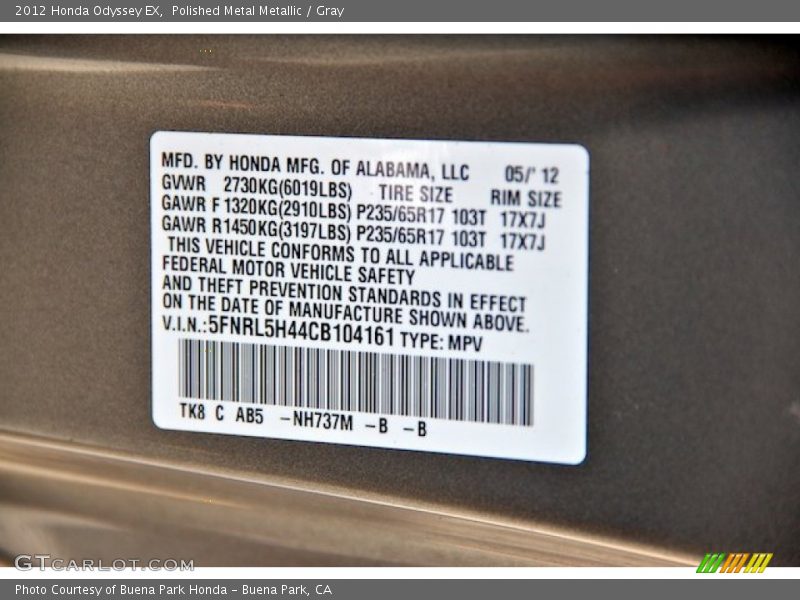 2012 Honda Odyssey EX, Polished Metal Metallic / Gray
MFD. BY HONDA MFG. OF ALABAMA, LLC 05/' 12
GVWR 2730KG(6019LBS) TIRE SIZE RIM SIZE
GAWR F 1320KG(2910LBS) P235/65R17 103T 17X7J
GAWR R1450KG(3197LBS) P235/65R17 103T 17X7J
THIS VEHICLE CONFORMS TO ALL APPLICABLE
FEDERAL MOTOR VEHICLE SAFETY
AND THEFT PREVENTION STANDARDS IN EFFECT
ON THE DATE OF MANUFACTURE SHOWN ABOVE.
V.I.N.:5FNRL5H44CB104161 TYPE: MPV
TK8 C AB5 -NH737M -B -B
GTCARLOT.COM
Photo Courtesy of Buena Park Honda - Buena Park, CA